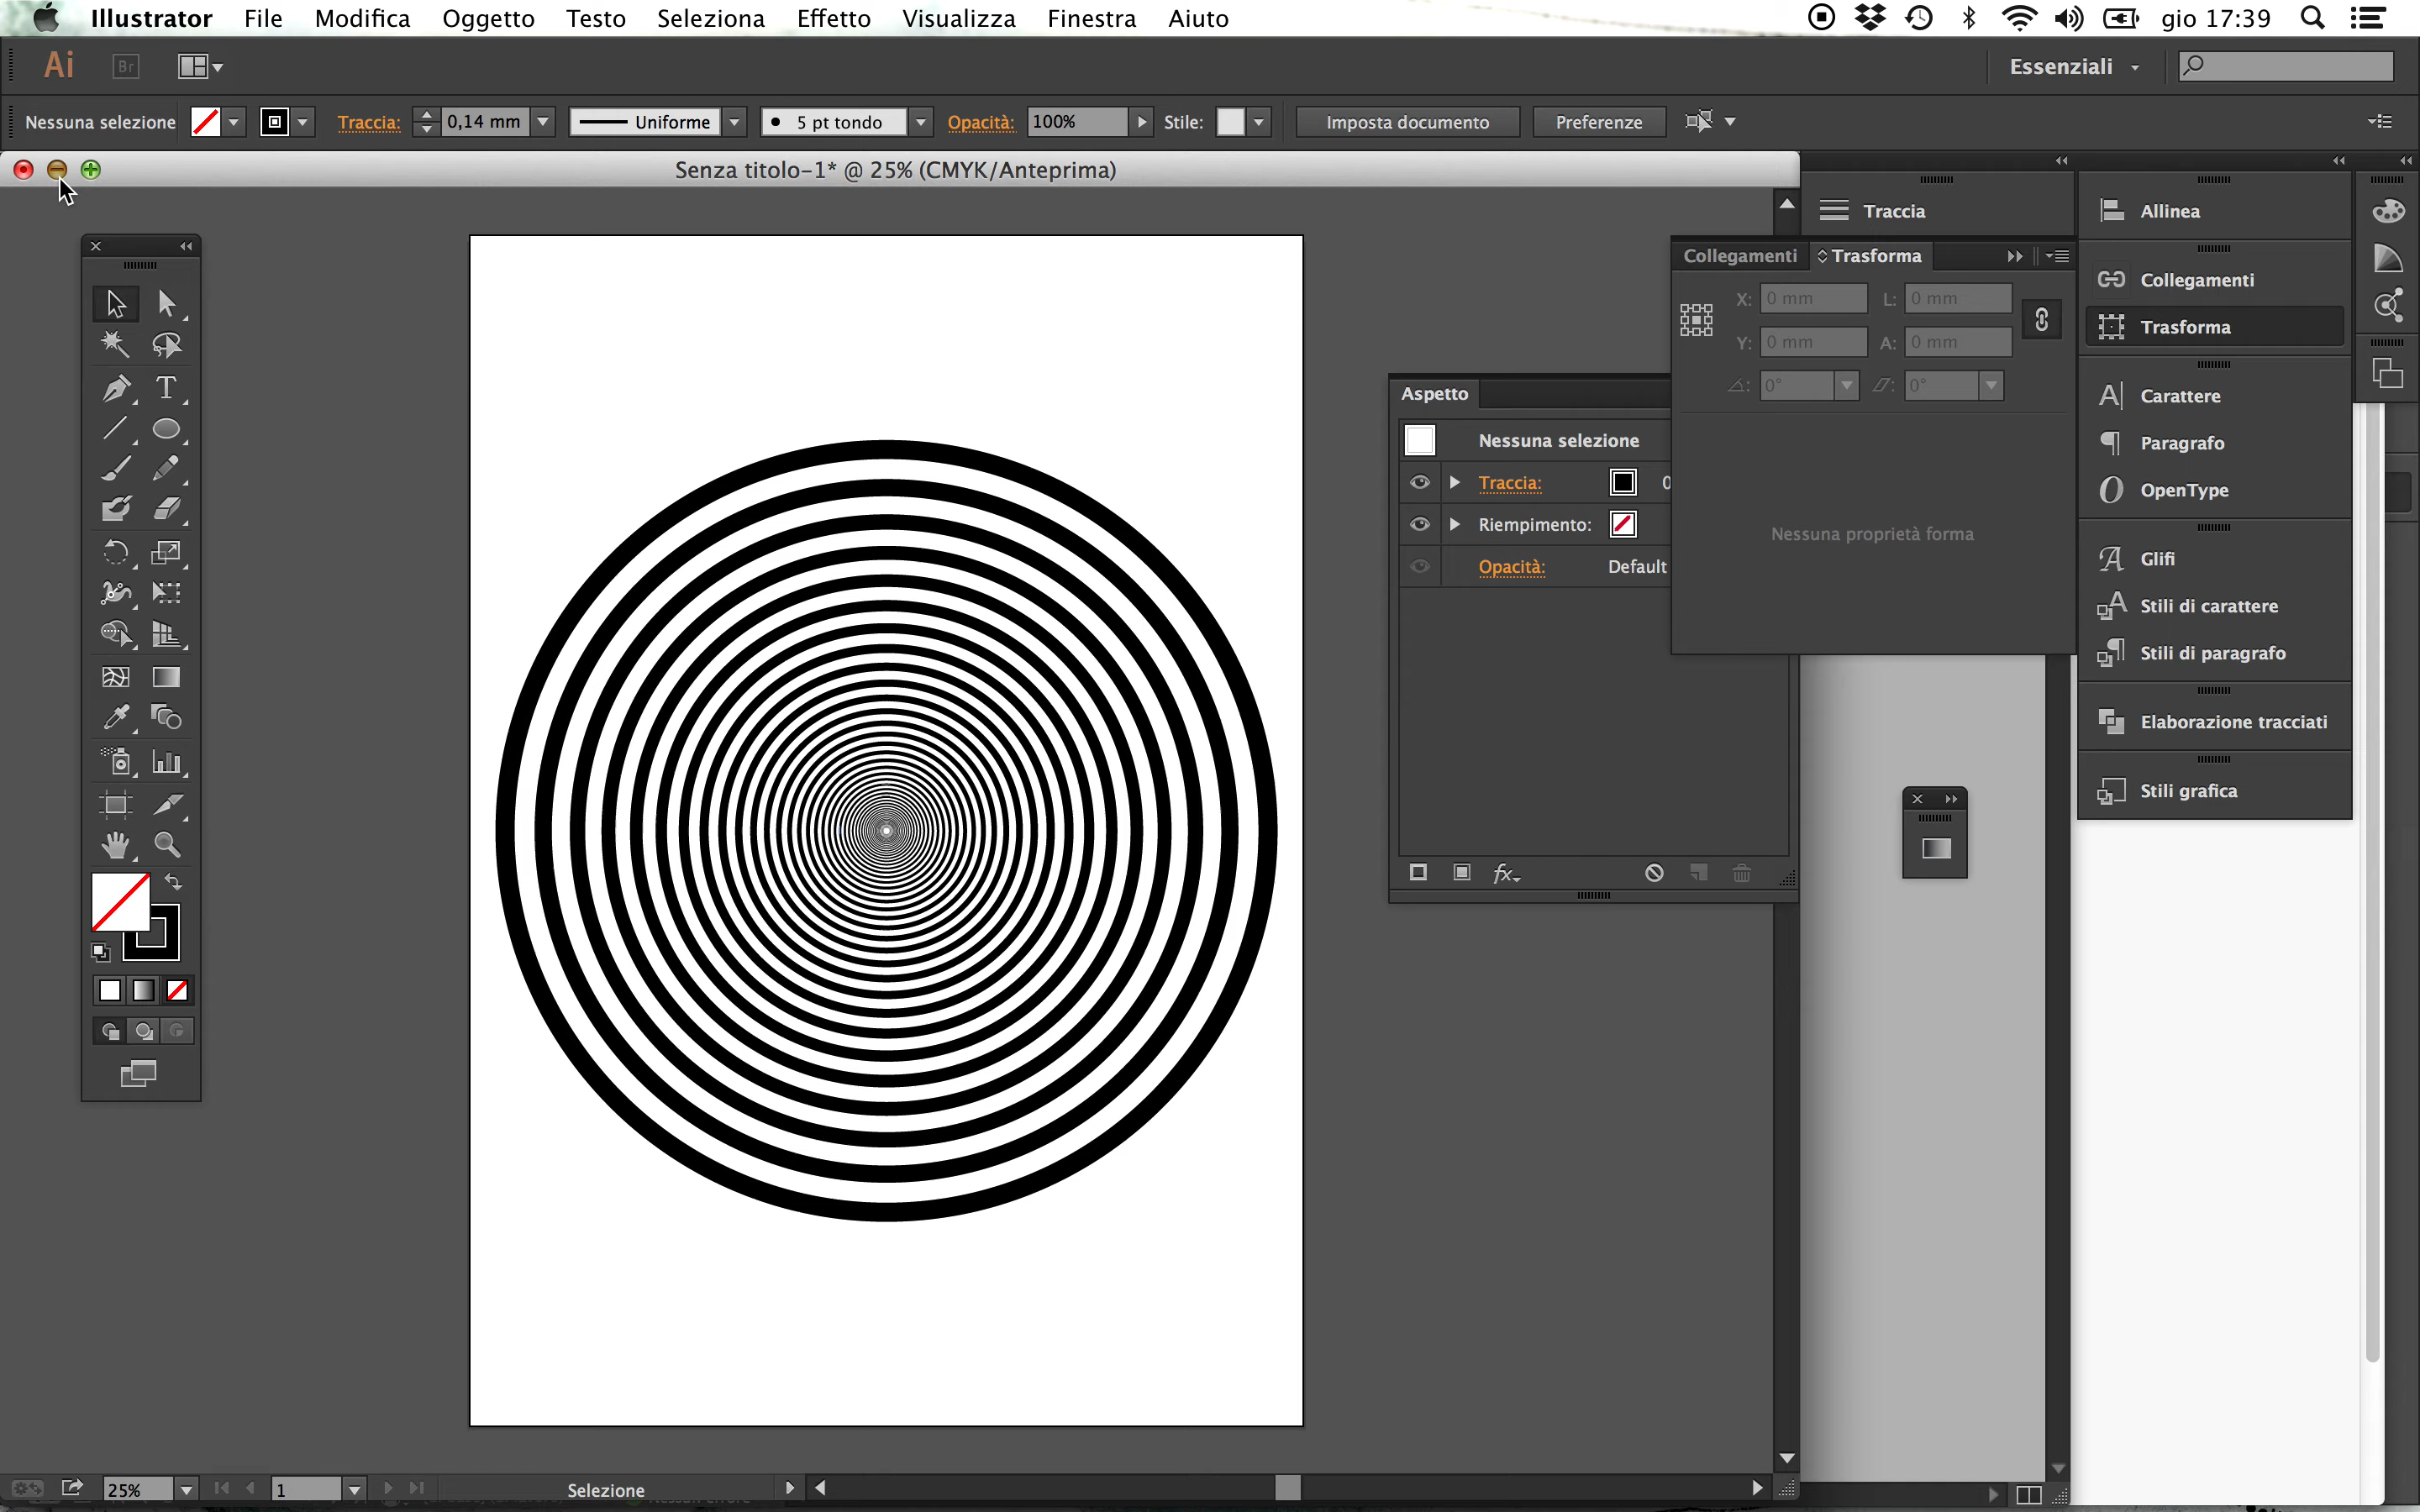 Illustrator File Modifica Oggetto Testo Seleziona Effetto Visualizza Finestra Aiuto gio 17:39
Ai Br Essenziali
Nessuna selezione Traccia: 0,14 mm Uniforme 5 pt tondo Opacità: 100% Stile: Imposta documento Preferenze
Senza titolo-1* @ 25% (CMYK/Anteprima)
Traccia
Allinea
Collegamenti Trasforma
X: 0 mm L: 0 mm
Y: 0 mm A: 0 mm
0° 0°
Nessuna proprietà forma
Collegamenti
Trasforma
Carattere
Paragrafo
OpenType
Glifi
Stili di carattere
Stili di paragrafo
Elaborazione tracciati
Stili grafica
Aspetto
Nessuna selezione
Traccia: 0
Riempimento:
Opacità: Default
fx
25% 1 Selezione